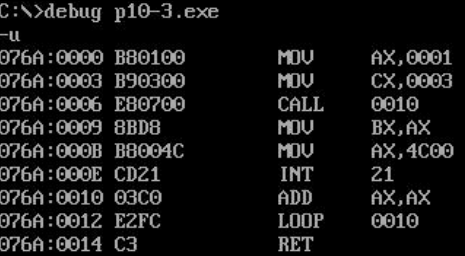 C:\>debug p10-3.exe
-u
076A:0000 B80100 MOV AX,0001
076A:0003 B90300 MOV CX,0003
076A:0006 E80700 CALL 0010
076A:0009 8BD8 MOV BX,AX
076A:000B B8004C MOV AX,4C00
076A:000E CD21 INT 21
076A:0010 03C0 ADD AX,AX
076A:0012 E2FC LOOP 0010
076A:0014 C3 RET